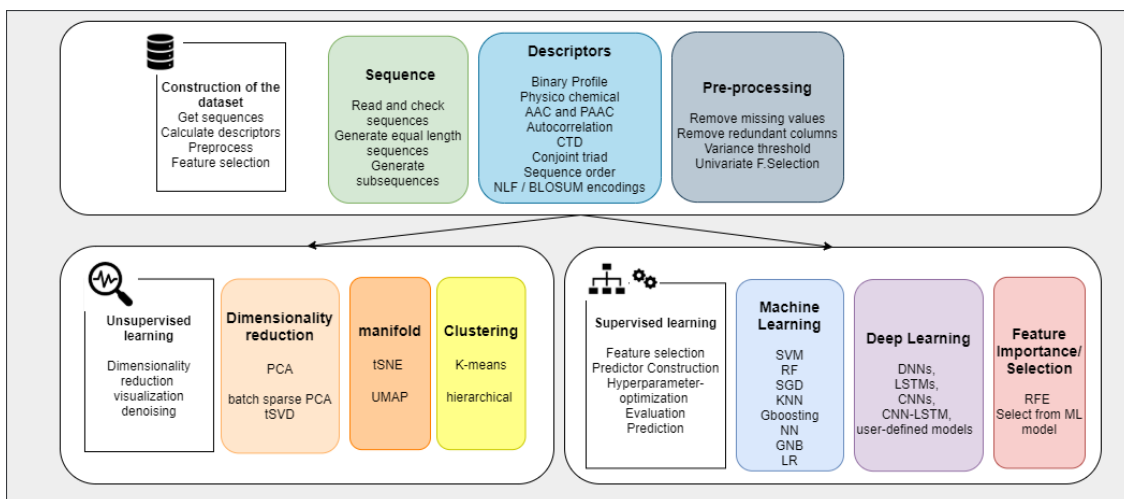 Construction of the
dataset
Get sequences
Calculate descriptors
Preprocess
Feature selection
Sequence
Read and check
sequences
Generate equal length
sequences
Generate
subsequences
Descriptors
Binary Profile
Physico chemical
AAC and PAAC
Autocorrelation
CTD
Conjoint triad
Sequence order
NLF / BLOSUM encodings
Pre-processing
Remove missing values
Remove redundant columns
Variance threshold
Univariate F.Selection
Unsupervised
learning
Dimensionality
reduction
visualization
denoising
Dimensionality
reduction
PCA
batch sparse PCA
tSVD
manifold
tSNE
UMAP
Clustering
K-means
hierarchical
Supervised learning
Feature selection
Predictor Construction
Hyperparameter-
optimization
Evaluation
Prediction
Machine
Learning
SVM
RF
SGD
KNN
Gboosting
NN
GNB
LR
Deep Learning
DNNs,
LSTMs,
CNNs,
CNN-LSTM,
user-defined models
Feature
Importance/
Selection
RFE
Select from ML
model